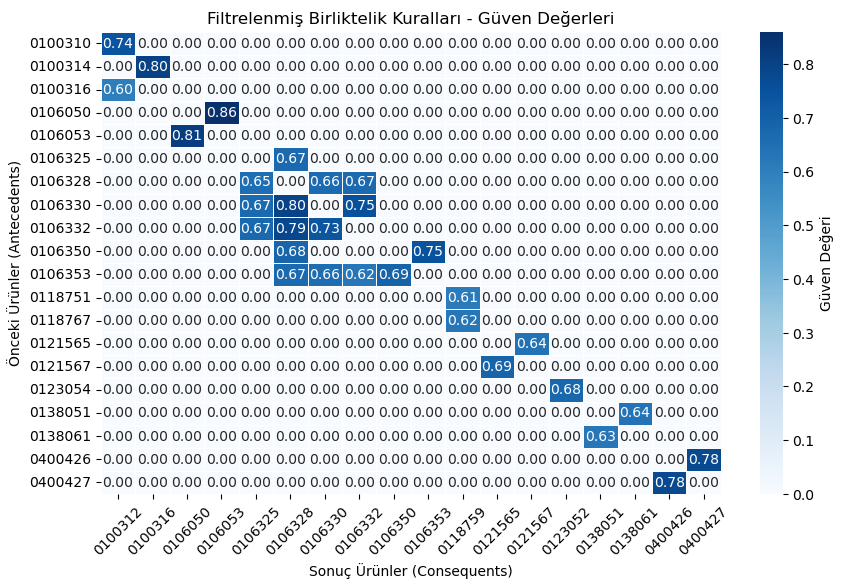 Filtrelenmiş Birliktelik Kuralları - Güven Değerleri
0100310 0.74 0.00 0.00 0.00 0.00 0.00 0.00 0.00 0.00 0.00 0.00 0.00 0.00 0.00 0.00 0.00 0.00 0.00
0100314 0.00 0.80 0.00 0.00 0.00 0.00 0.00 0.00 0.00 0.00 0.00 0.00 0.00 0.00 0.00 0.00 0.00 0.00
0100316 0.60 0.00 0.00 0.00 0.00 0.00 0.00 0.00 0.00 0.00 0.00 0.00 0.00 0.00 0.00 0.00 0.00 0.00
0106050 0.00 0.00 0.00 0.86 0.00 0.00 0.00 0.00 0.00 0.00 0.00 0.00 0.00 0.00 0.00 0.00 0.00 0.00
0106053 0.00 0.00 0.81 0.00 0.00 0.00 0.00 0.00 0.00 0.00 0.00 0.00 0.00 0.00 0.00 0.00 0.00 0.00
0106325 0.00 0.00 0.00 0.00 0.00 0.67 0.00 0.00 0.00 0.00 0.00 0.00 0.00 0.00 0.00 0.00 0.00 0.00
0106328 0.00 0.00 0.00 0.00 0.65 0.00 0.66 0.67 0.00 0.00 0.00 0.00 0.00 0.00 0.00 0.00 0.00 0.00
0106330 0.00 0.00 0.00 0.00 0.67 0.80 0.00 0.75 0.00 0.00 0.00 0.00 0.00 0.00 0.00 0.00 0.00 0.00
0106332 0.00 0.00 0.00 0.00 0.67 0.79 0.73 0.00 0.00 0.00 0.00 0.00 0.00 0.00 0.00 0.00 0.00 0.00
0106350 0.00 0.00 0.00 0.00 0.00 0.68 0.00 0.00 0.00 0.75 0.00 0.00 0.00 0.00 0.00 0.00 0.00 0.00
0106353 0.00 0.00 0.00 0.00 0.00 0.67 0.66 0.62 0.69 0.00 0.00 0.00 0.00 0.00 0.00 0.00 0.00 0.00
0118751 0.00 0.00 0.00 0.00 0.00 0.00 0.00 0.00 0.00 0.00 0.61 0.00 0.00 0.00 0.00 0.00 0.00 0.00
0118767 0.00 0.00 0.00 0.00 0.00 0.00 0.00 0.00 0.00 0.00 0.62 0.00 0.00 0.00 0.00 0.00 0.00 0.00
0121565 0.00 0.00 0.00 0.00 0.00 0.00 0.00 0.00 0.00 0.00 0.00 0.00 0.64 0.00 0.00 0.00 0.00 0.00
0121567 0.00 0.00 0.00 0.00 0.00 0.00 0.00 0.00 0.00 0.00 0.00 0.69 0.00 0.00 0.00 0.00 0.00 0.00
0123054 0.00 0.00 0.00 0.00 0.00 0.00 0.00 0.00 0.00 0.00 0.00 0.00 0.00 0.68 0.00 0.00 0.00 0.00
0138051 0.00 0.00 0.00 0.00 0.00 0.00 0.00 0.00 0.00 0.00 0.00 0.00 0.00 0.00 0.00 0.64 0.00 0.00
0138061 0.00 0.00 0.00 0.00 0.00 0.00 0.00 0.00 0.00 0.00 0.00 0.00 0.00 0.00 0.63 0.00 0.00 0.00
0400426 0.00 0.00 0.00 0.00 0.00 0.00 0.00 0.00 0.00 0.00 0.00 0.00 0.00 0.00 0.00 0.00 0.00 0.78
0400427 0.00 0.00 0.00 0.00 0.00 0.00 0.00 0.00 0.00 0.00 0.00 0.00 0.00 0.00 0.00 0.00 0.78 0.00
0100312 0100316 0106050 0106053 0106325 0106328 0106330 0106332 0106350 0106353 0118759 0121565 0121567 0123052 0138051 0138061 0400426 0400427
Sonuç Ürünler (Consequents)
Önceki Ürünler (Antecedents)
0.8
0.7
0.6
0.5
0.4
0.3
0.2
0.1
0.0
Güven Değeri